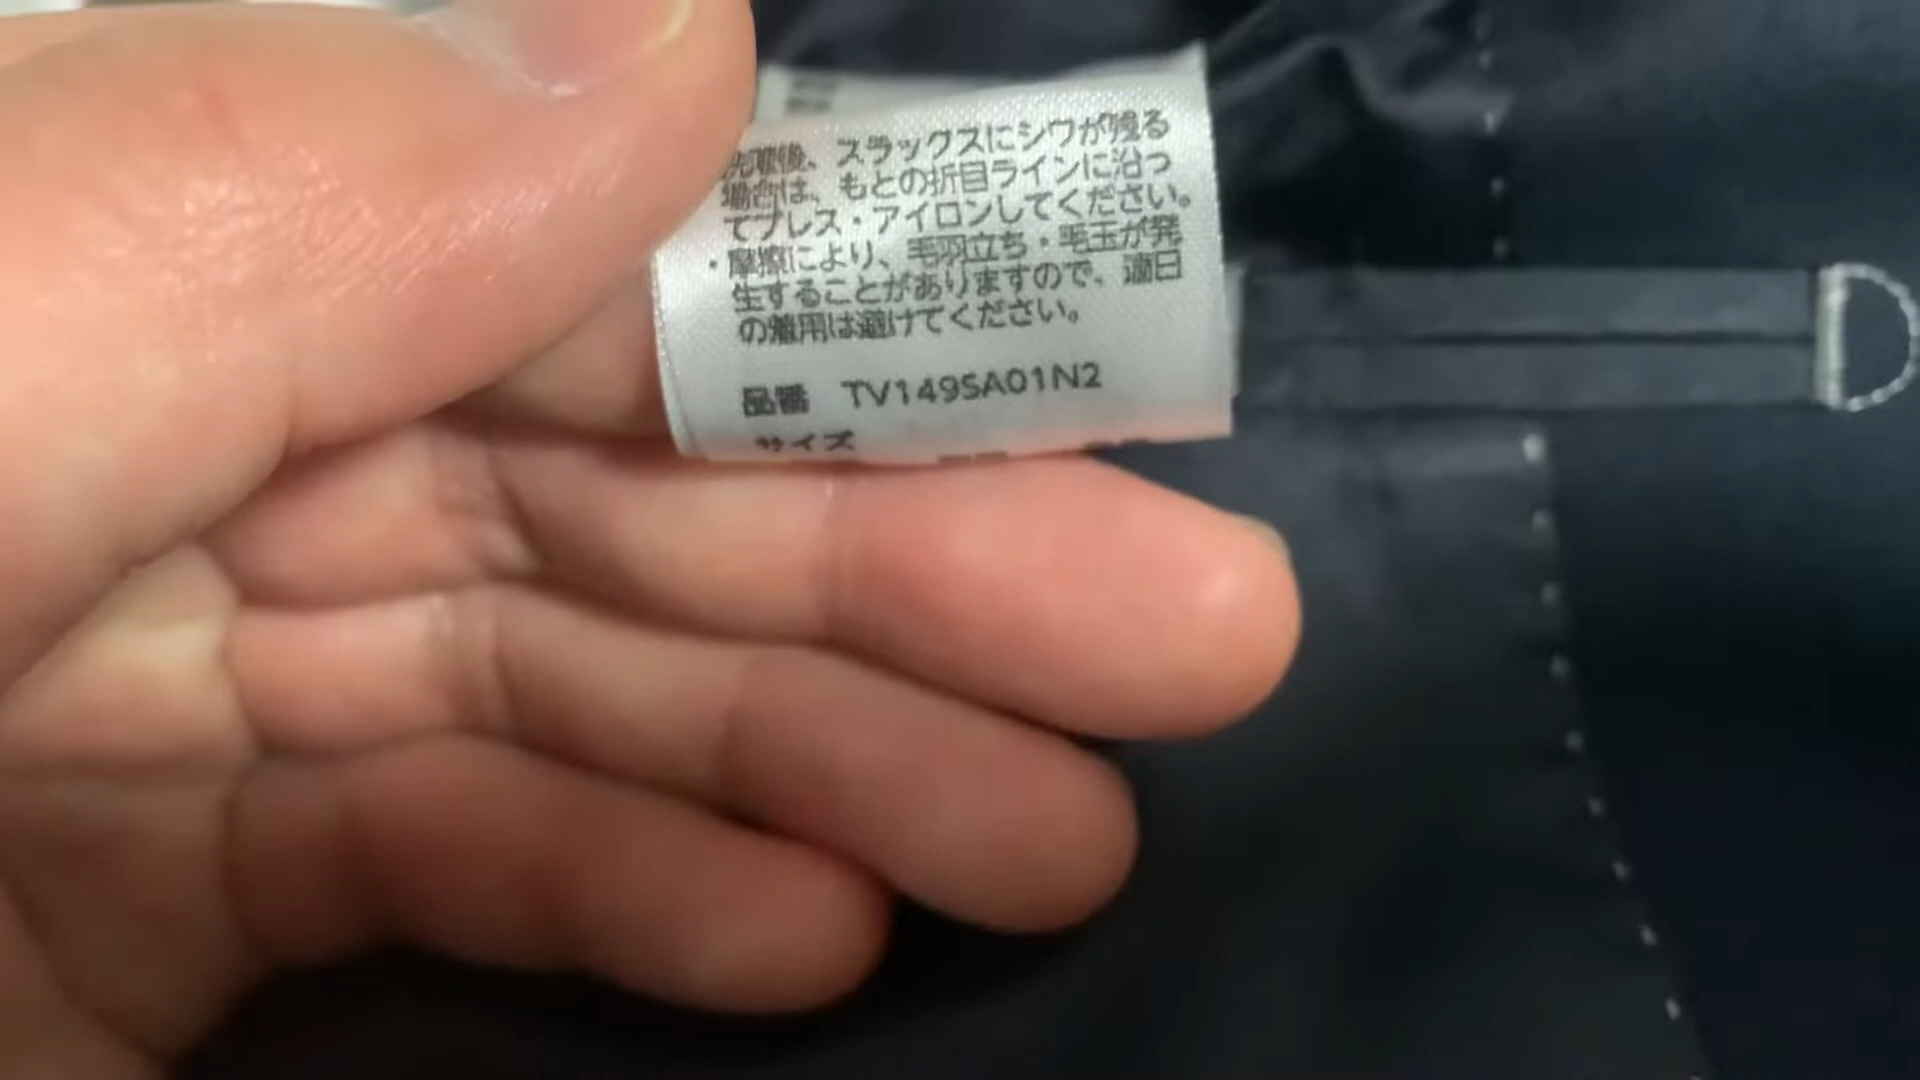 洗濯後、スラックスにシワが残る
場合は、もとの折目ラインに沿っ
てプレス・アイロンしてください。
・摩擦により、毛羽立ち・毛玉が発
生することがありますので、適日
の着用は避けてください。
品番 TV149SA01N2
サイズ